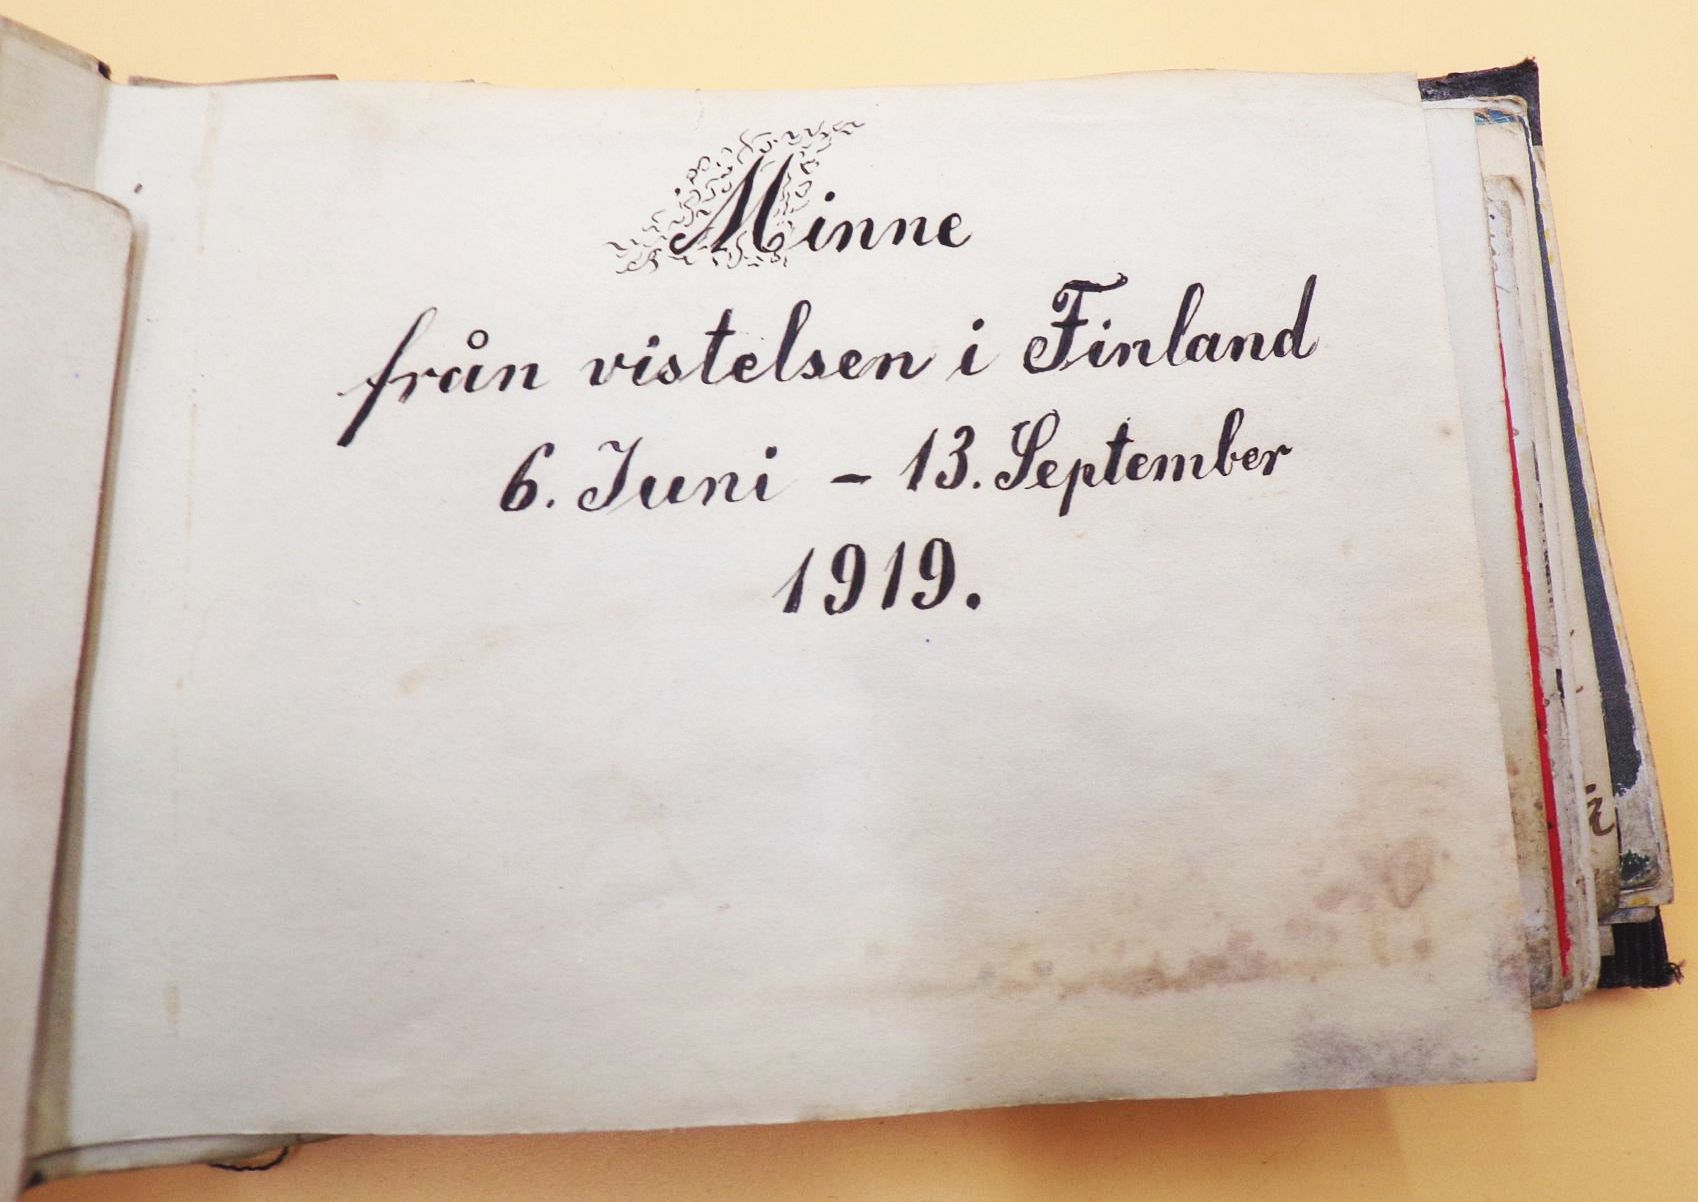 Minne
från vistelsen i Finland
6. Juni – 13. September
1919.